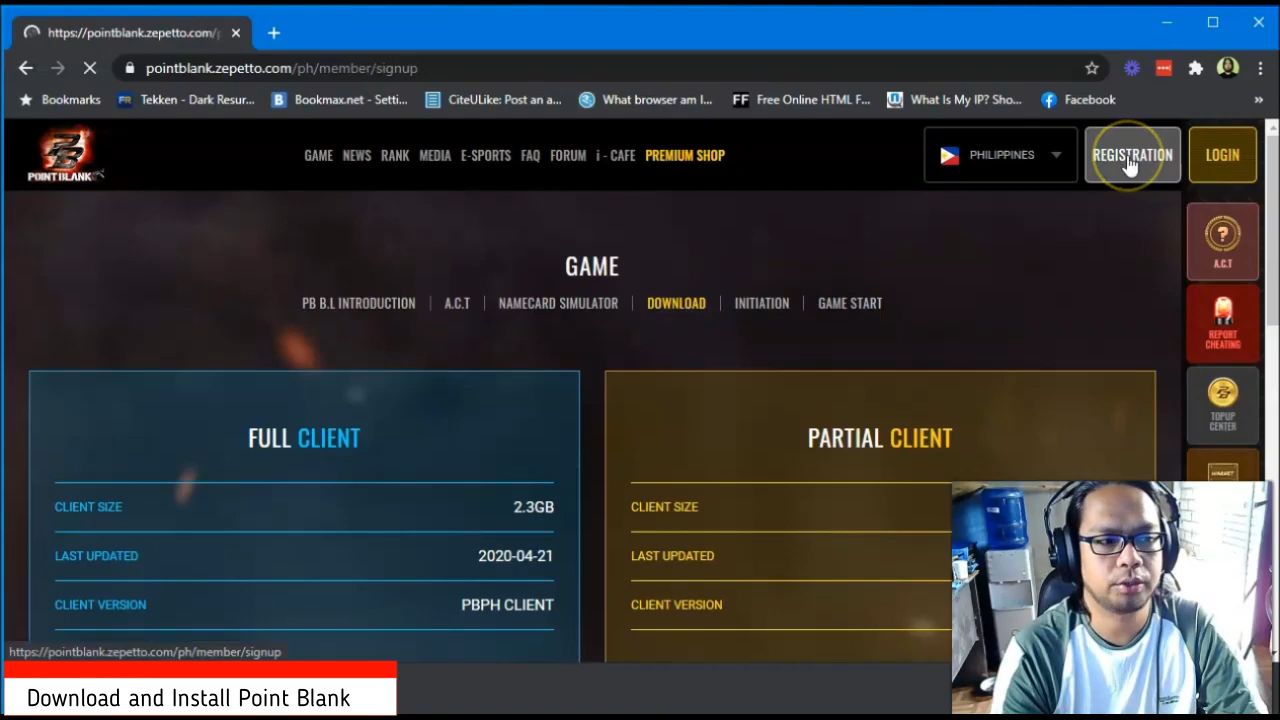 https://pointblank.zepetto.com/
pointblank.zepetto.com/ph/member/signup
Bookmarks
Tekken - Dark Resur...
Bookmax.net - Setti...
CiteULike: Post an a...
What browser am I...
FF Free Online HTML F...
What Is My IP? Sho...
Facebook
»
POINT BLANK
GAME NEWS RANK MEDIA E-SPORTS FAQ FORUM i - CAFE PREMIUM SHOP
PHILIPPINES
REGISTRATION
LOGIN
GAME
PB B.L INTRODUCTION | A.C.T | NAMECARD SIMULATOR | DOWNLOAD | INITIATION | GAME START
?
A.C.T
REPORT
CHEATING
TOPUP
CENTER
FULL CLIENT
CLIENT SIZE 2.3GB
LAST UPDATED 2020-04-21
CLIENT VERSION PBPH CLIENT
PARTIAL CLIENT
CLIENT SIZE
LAST UPDATED
CLIENT VERSION
https://pointblank.zepetto.com/ph/member/signup
Download and Install Point Blank